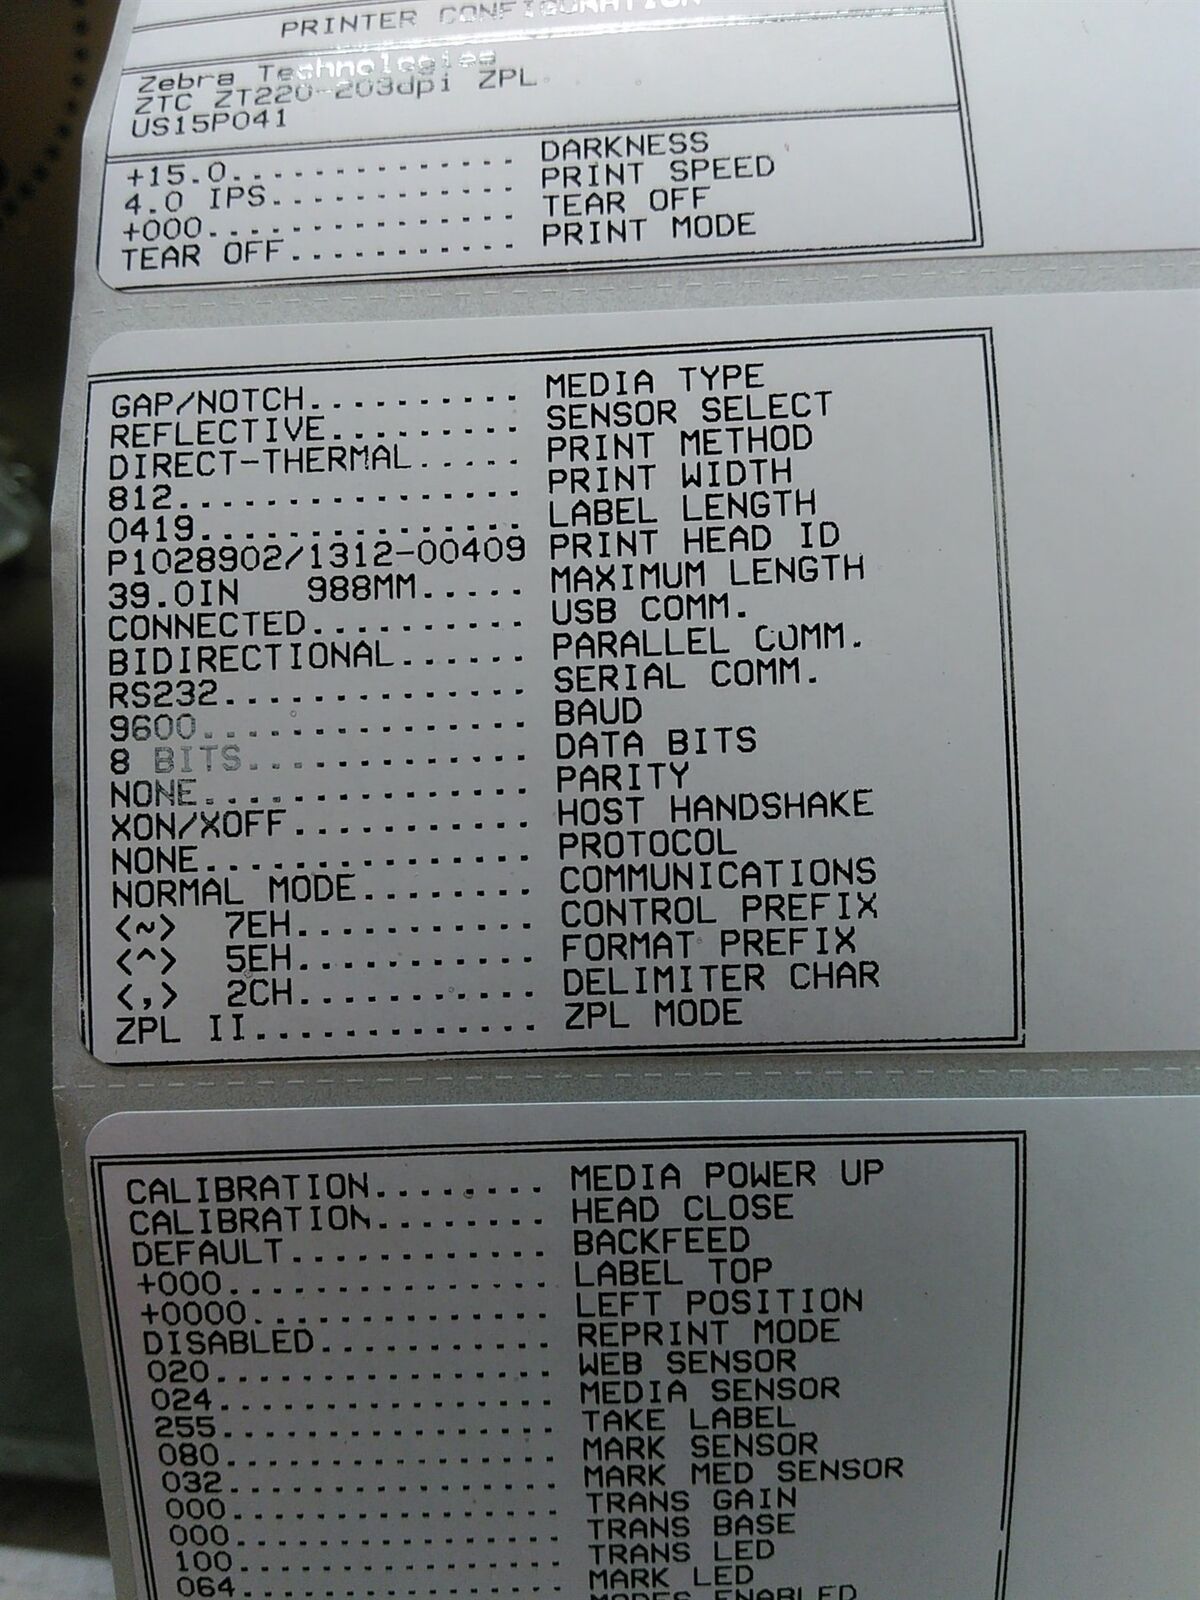 PRINTER CONFIGURATION
Zebra Technologies
ZTC ZT220-203dpi ZPL
US15P041
+15.0............. DARKNESS
4.0 IPS........... PRINT SPEED
+000.............. TEAR OFF
TEAR OFF.......... PRINT MODE
GAP/NOTCH.......... MEDIA TYPE
REFLECTIVE......... SENSOR SELECT
DIRECT-THERMAL..... PRINT METHOD
812................ PRINT WIDTH
0419............... LABEL LENGTH
P1028902/1312-00409 PRINT HEAD ID
39.0IN 988MM..... MAXIMUM LENGTH
CONNECTED.......... USB COMM.
BIDIRECTIONAL...... PARALLEL COMM.
RS232.............. SERIAL COMM.
9600............... BAUD
8 BITS............. DATA BITS
NONE............... PARITY
XON/XOFF........... HOST HANDSHAKE
NONE............... PROTOCOL
NORMAL MODE........ COMMUNICATIONS
<~> 7EH........... CONTROL PREFIX
<^> 5EH........... FORMAT PREFIX
<,> 2CH........... DELIMITER CHAR
ZPL II............. ZPL MODE
CALIBRATION........ MEDIA POWER UP
CALIBRATION........ HEAD CLOSE
DEFAULT............ BACKFEED
+000............... LABEL TOP
+0000.............. LEFT POSITION
DISABLED........... REPRINT MODE
020................ WEB SENSOR
024................ MEDIA SENSOR
255................ TAKE LABEL
080................ MARK SENSOR
032................ MARK MED SENSOR
000................ TRANS GAIN
000................ TRANS BASE
100................ TRANS LED
064................ MARK LED
MODES ENABLED